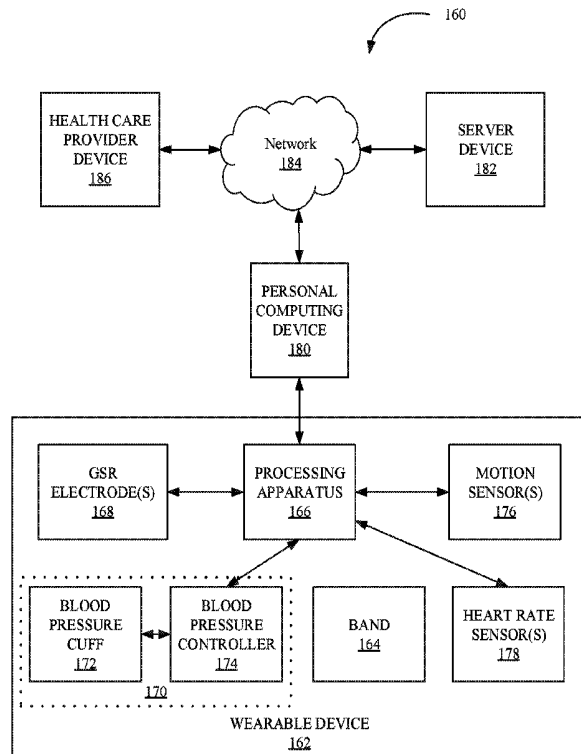 160
HEALTH CARE
PROVIDER
DEVICE
186
Network
184
SERVER
DEVICE
182
PERSONAL
COMPUTING
DEVICE
180
GSR
ELECTRODE(S)
168
PROCESSING
APPARATUS
166
MOTION
SENSOR(S)
176
BLOOD
PRESSURE
CUFF
172
BLOOD
PRESSURE
CONTROLLER
174
BAND
164
HEART RATE
SENSOR(S)
178
170
WEARABLE DEVICE
162